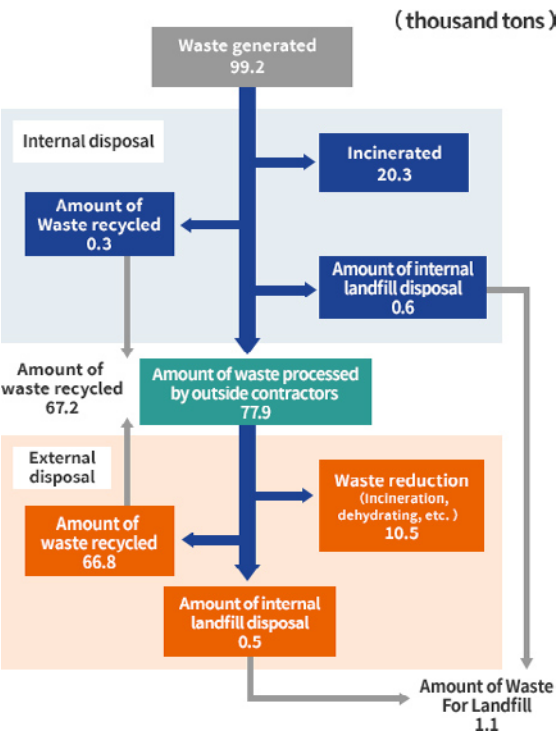 (thousand tons)
Waste generated
99.2
Internal disposal
Incinerated
20.3
Amount of
Waste recycled
0.3
Amount of internal
landfill disposal
0.6
Amount of
waste recycled
67.2
Amount of waste processed
by outside contractors
77.9
External
disposal
Waste reduction
(incineration,
dehydrating, etc.)
10.5
Amount of
waste recycled
66.8
Amount of internal
landfill disposal
0.5
Amount of Waste
For Landfill
1.1